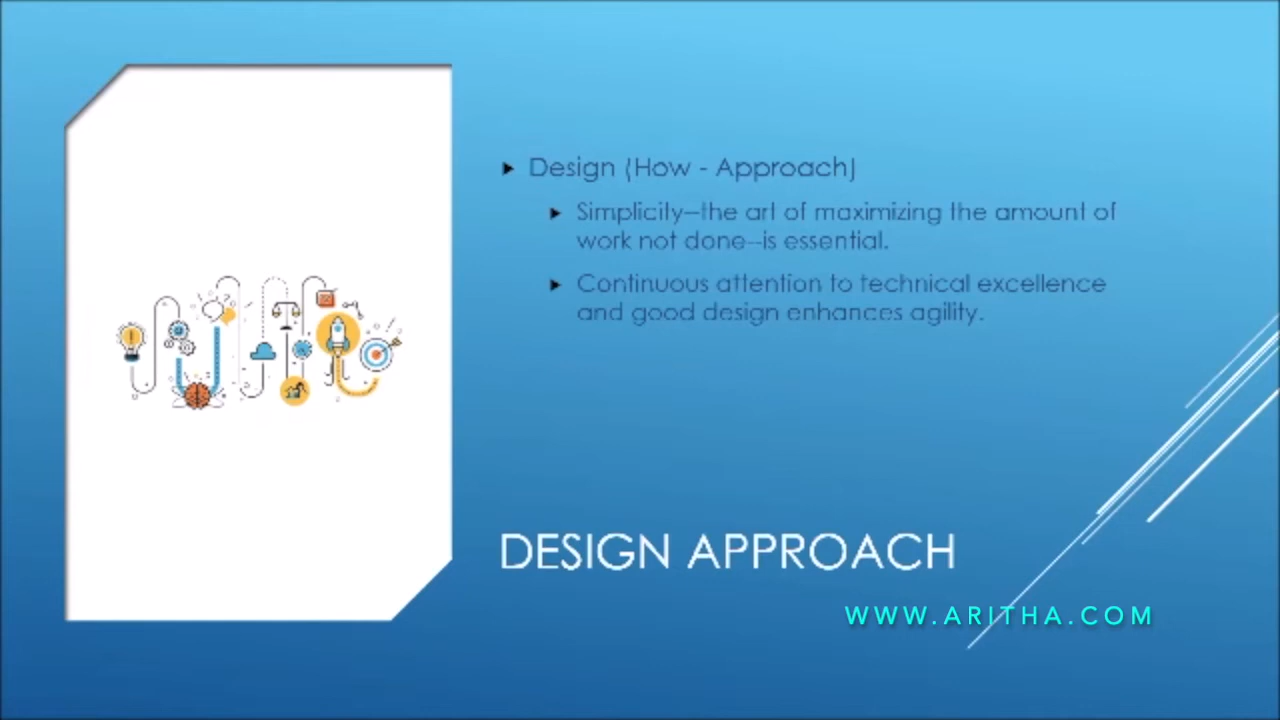 Design (How - Approach)
Simplicity--the art of maximizing the amount of
work not done--is essential.
Continuous attention to technical excellence
and good design enhances agility.
DESIGN APPROACH
WWW.ARITHA.COM